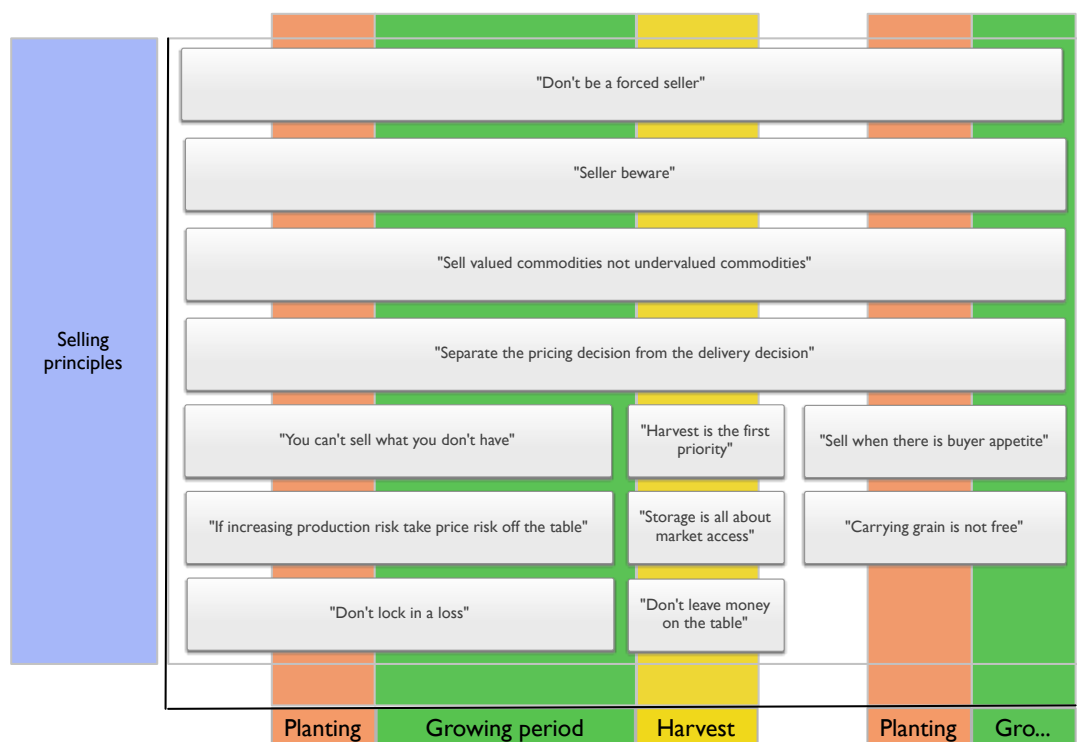 "Don't be a forced seller"
"Seller beware"
"Sell valued commodities not undervalued commodities"
Selling
principles
"Separate the pricing decision from the delivery decision"
"You can't sell what you don't have"
"Harvest is the first
priority"
"Sell when there is buyer appetite"
"If increasing production risk take price risk off the table"
"Storage is all about
market access"
"Carrying grain is not free"
"Don't lock in a loss"
"Don't leave money
on the table"
Planting
Growing period
Harvest
Planting
Gro...